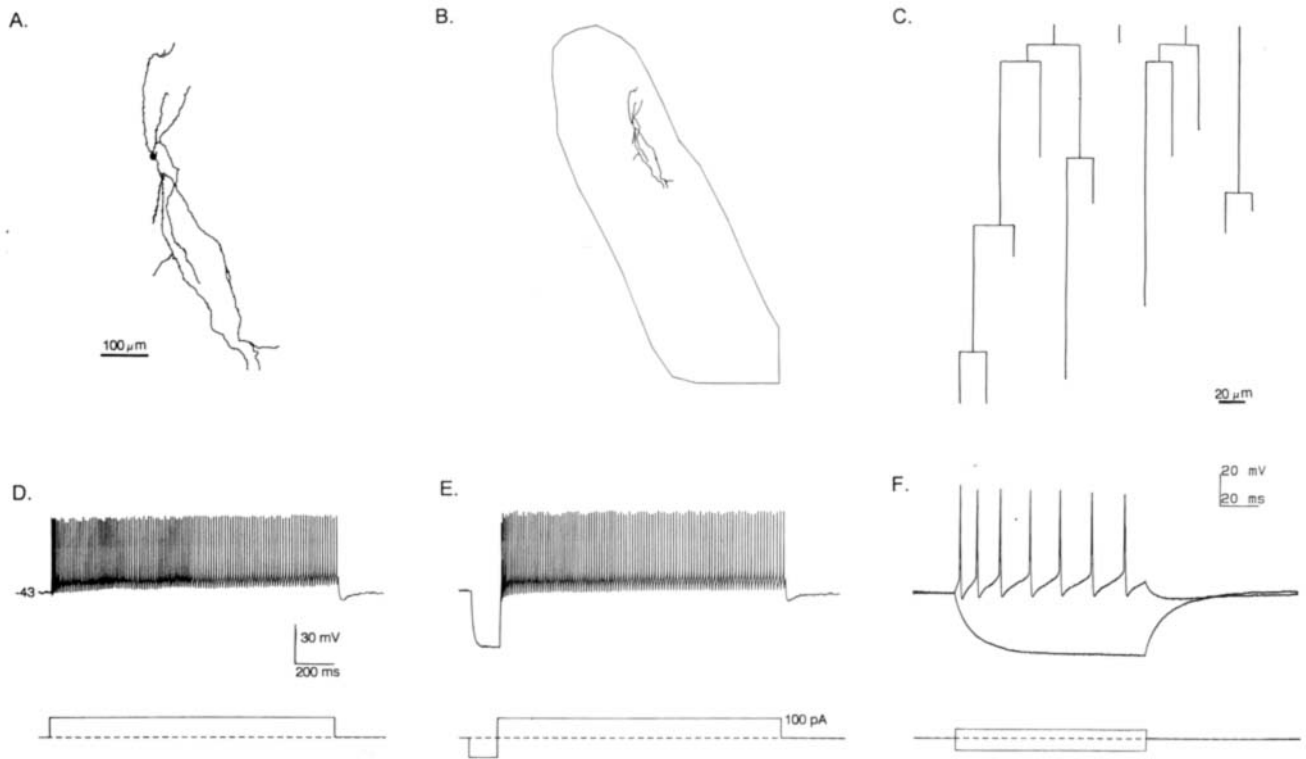 A.
B.
C.
100 μm
20 μm
D.
E.
F.
20 mV
20 ms
-43
30 mV
200 ms
100 pA